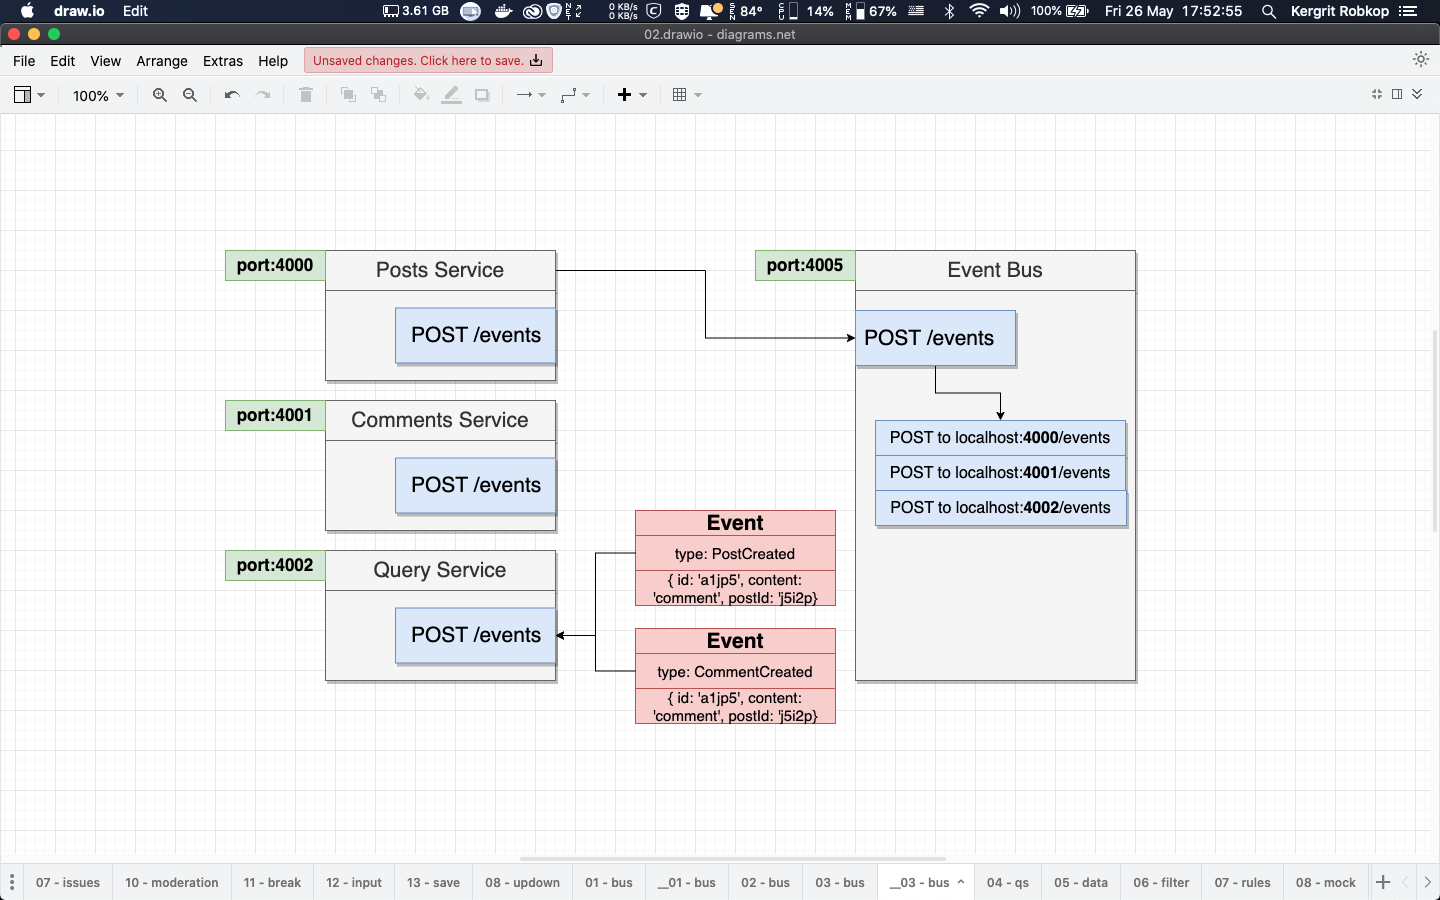 draw.io Edit 3.61 GB NET 0 KB/s 0 KB/s SEN 84° CPU 14% MEM 67% 100% Fri 26 May 17:52:55 Kergrit Robkop
02.drawio - diagrams.net
File Edit View Arrange Extras Help Unsaved changes. Click here to save.
100%
port:4000
Posts Service
POST /events
port:4005
Event Bus
POST /events
POST to localhost:4000/events
POST to localhost:4001/events
POST to localhost:4002/events
port:4001
Comments Service
POST /events
port:4002
Query Service
POST /events
Event
type: PostCreated
{ id: 'a1jp5', content:
'comment', postId: 'j5i2p}
Event
type: CommentCreated
{ id: 'a1jp5', content:
'comment', postId: 'j5i2p}
07 - issues 10 - moderation 11 - break 12 - input 13 - save 08 - updown 01 - bus __01 - bus 02 - bus 03 - bus __03 - bus 04 - qs 05 - data 06 - filter 07 - rules 08 - mock